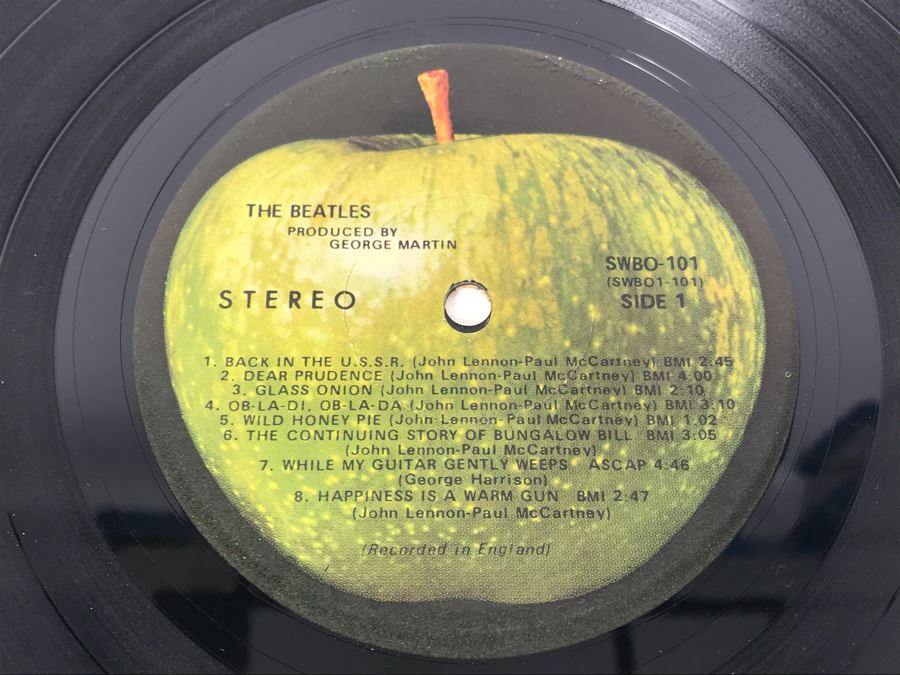 THE BEATLES
PRODUCED BY
GEORGE MARTIN
STEREO
SWBO-101
(SWBO1-101)
SIDE 1
1. BACK IN THE U.S.S.R. (John Lennon-Paul McCartney) BMI 2:45
2. DEAR PRUDENCE (John Lennon-Paul McCartney) BMI 4:00
3. GLASS ONION (John Lennon-Paul McCartney) BMI 2:10
4. OB-LA-DI, OB-LA-DA (John Lennon-Paul McCartney) BMI 3:10
5. WILD HONEY PIE (John Lennon-Paul McCartney) BMI 1:02
6. THE CONTINUING STORY OF BUNGALOW BILL BMI 3:05
(John Lennon-Paul McCartney)
7. WHILE MY GUITAR GENTLY WEEPS ASCAP 4:46
(George Harrison)
8. HAPPINESS IS A WARM GUN BMI 2:47
(John Lennon-Paul McCartney)
(Recorded in England)